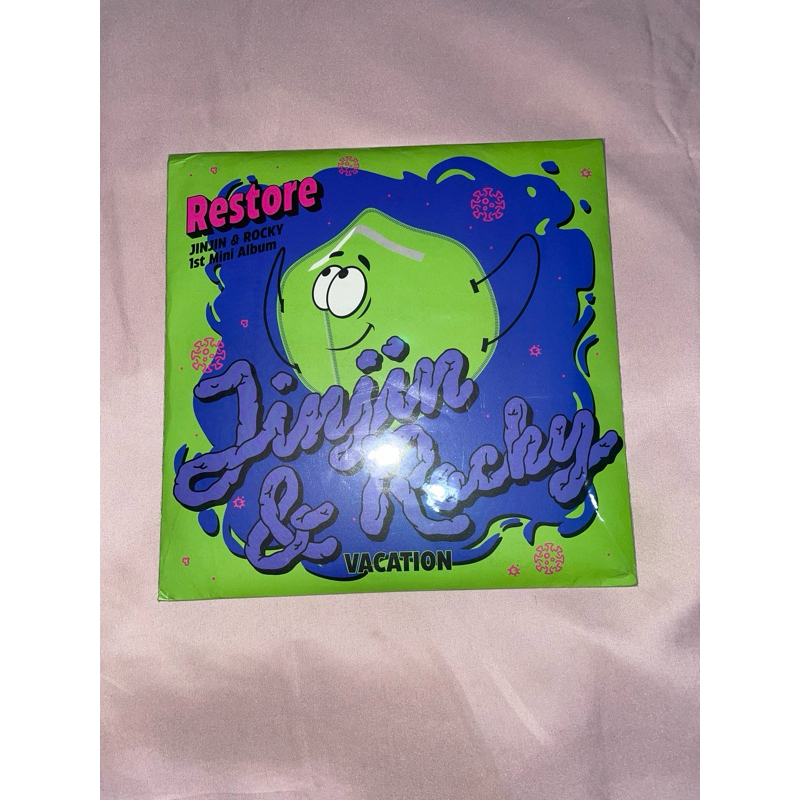 Restore
JINJIN & ROCKY
1st Mini Album
Jinjin
& Rocky
VACATION